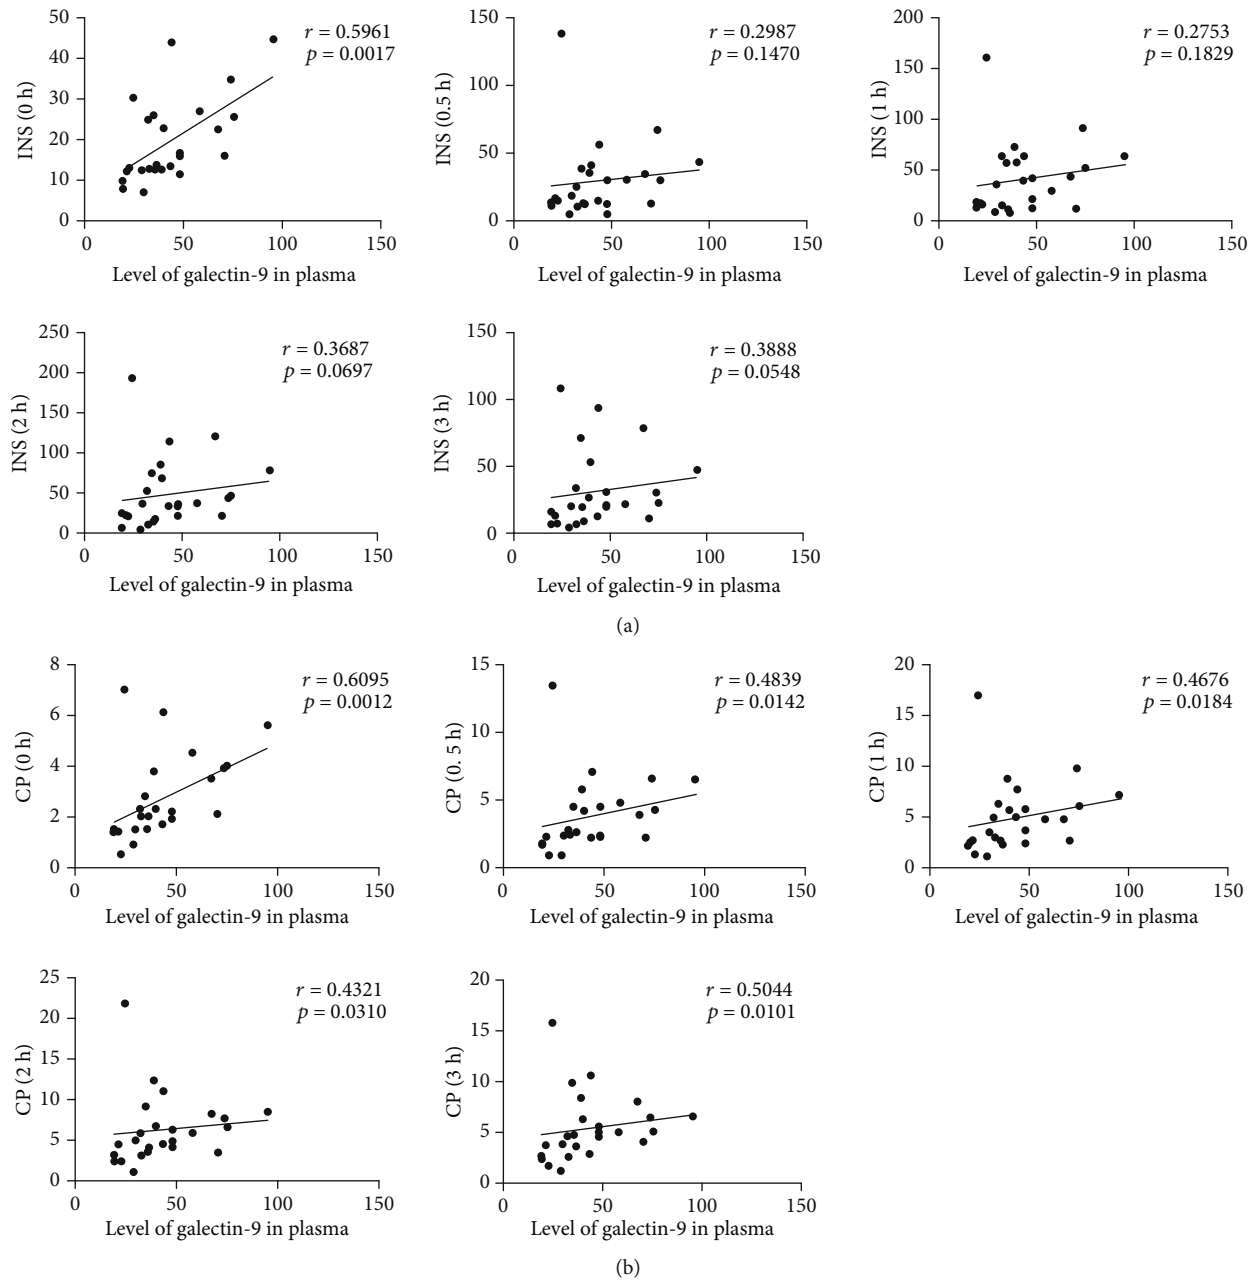 50
40
30
20
10
0
INS (0 h)
r = 0.5961
p = 0.0017
0 50 100 150
Level of galectin-9 in plasma
150
100
50
0
INS (0.5 h)
r = 0.2987
p = 0.1470
0 50 100 150
Level of galectin-9 in plasma
200
150
100
50
0
INS (1 h)
r = 0.2753
p = 0.1829
0 50 100 150
Level of galectin-9 in plasma
250
200
150
100
50
0
INS (2 h)
r = 0.3687
p = 0.0697
0 50 100 150
Level of galectin-9 in plasma
150
100
50
0
INS (3 h)
r = 0.3888
p = 0.0548
0 50 100 150
Level of galectin-9 in plasma
(a)
8
6
4
2
0
CP (0 h)
r = 0.6095
p = 0.0012
0 50 100 150
Level of galectin-9 in plasma
15
10
5
0
CP (0. 5 h)
r = 0.4839
p = 0.0142
0 50 100 150
Level of galectin-9 in plasma
20
15
10
5
0
CP (1 h)
r = 0.4676
p = 0.0184
0 50 100 150
Level of galectin-9 in plasma
25
20
15
10
5
0
CP (2 h)
r = 0.4321
p = 0.0310
0 50 100 150
Level of galectin-9 in plasma
20
15
10
5
0
CP (3 h)
r = 0.5044
p = 0.0101
0 50 100 150
Level of galectin-9 in plasma
(b)